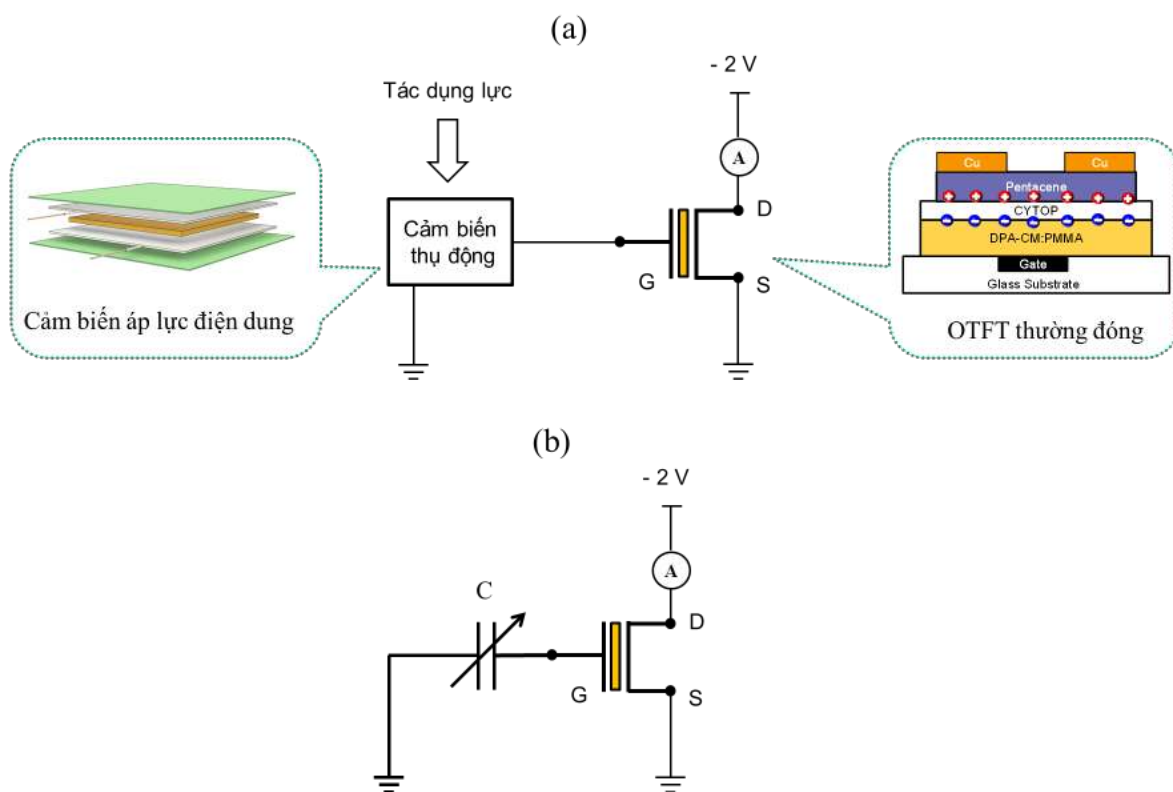 (a)
- 2 V
Tác dụng lực
A
Cu
Cu
Pentacene
CYTOP
DPA-CM:PMMA
Gate
Glass Substrate
D
Cảm biến
thụ động
G
S
Cảm biến áp lực điện dung
OTFT thường đóng
(b)
- 2 V
A
C
D
G
S